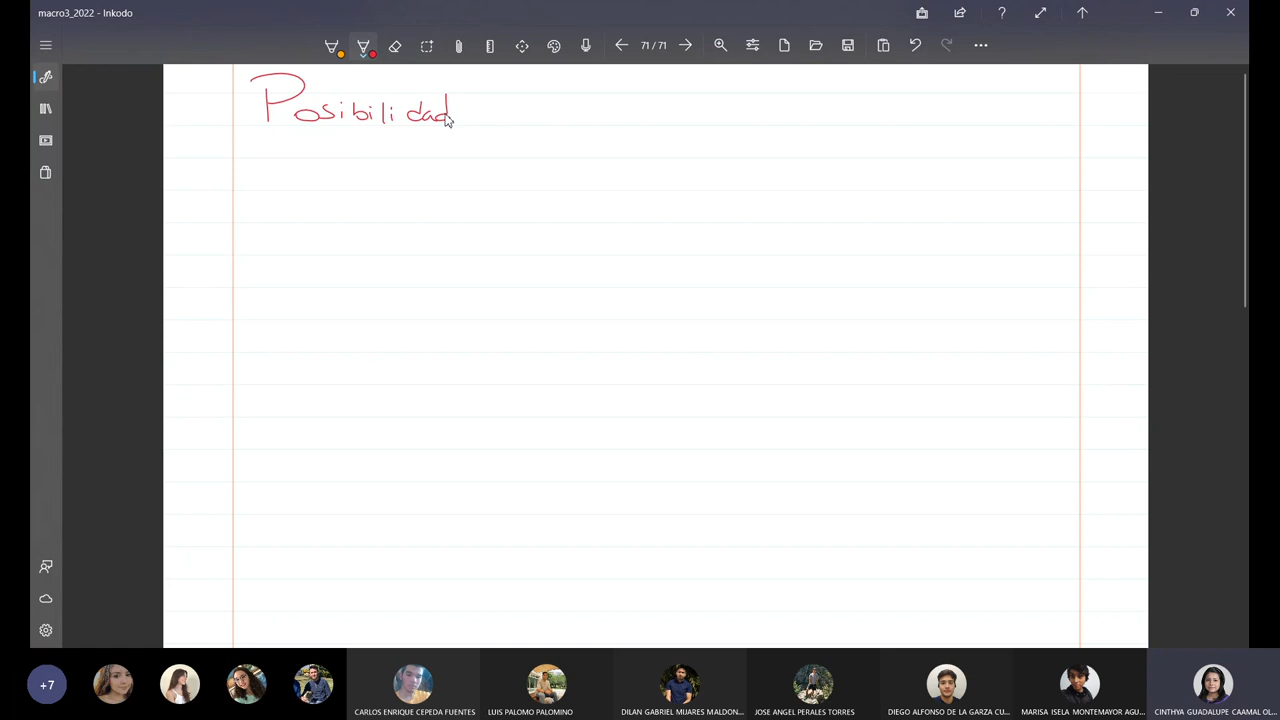 macro3_2022 - Inkodo
71 / 71
Posibilidad
+7
CARLOS ENRIQUE CEPEDA FUENTES
LUIS PALOMO PALOMINO
DILAN GABRIEL MIJARES MALDON...
JOSE ANGEL PERALES TORRES
DIEGO ALFONSO DE LA GARZA CU...
MARISA ISELA MONTEMAYOR AGU...
CINTHYA GUADALUPE CAAMAL OL...